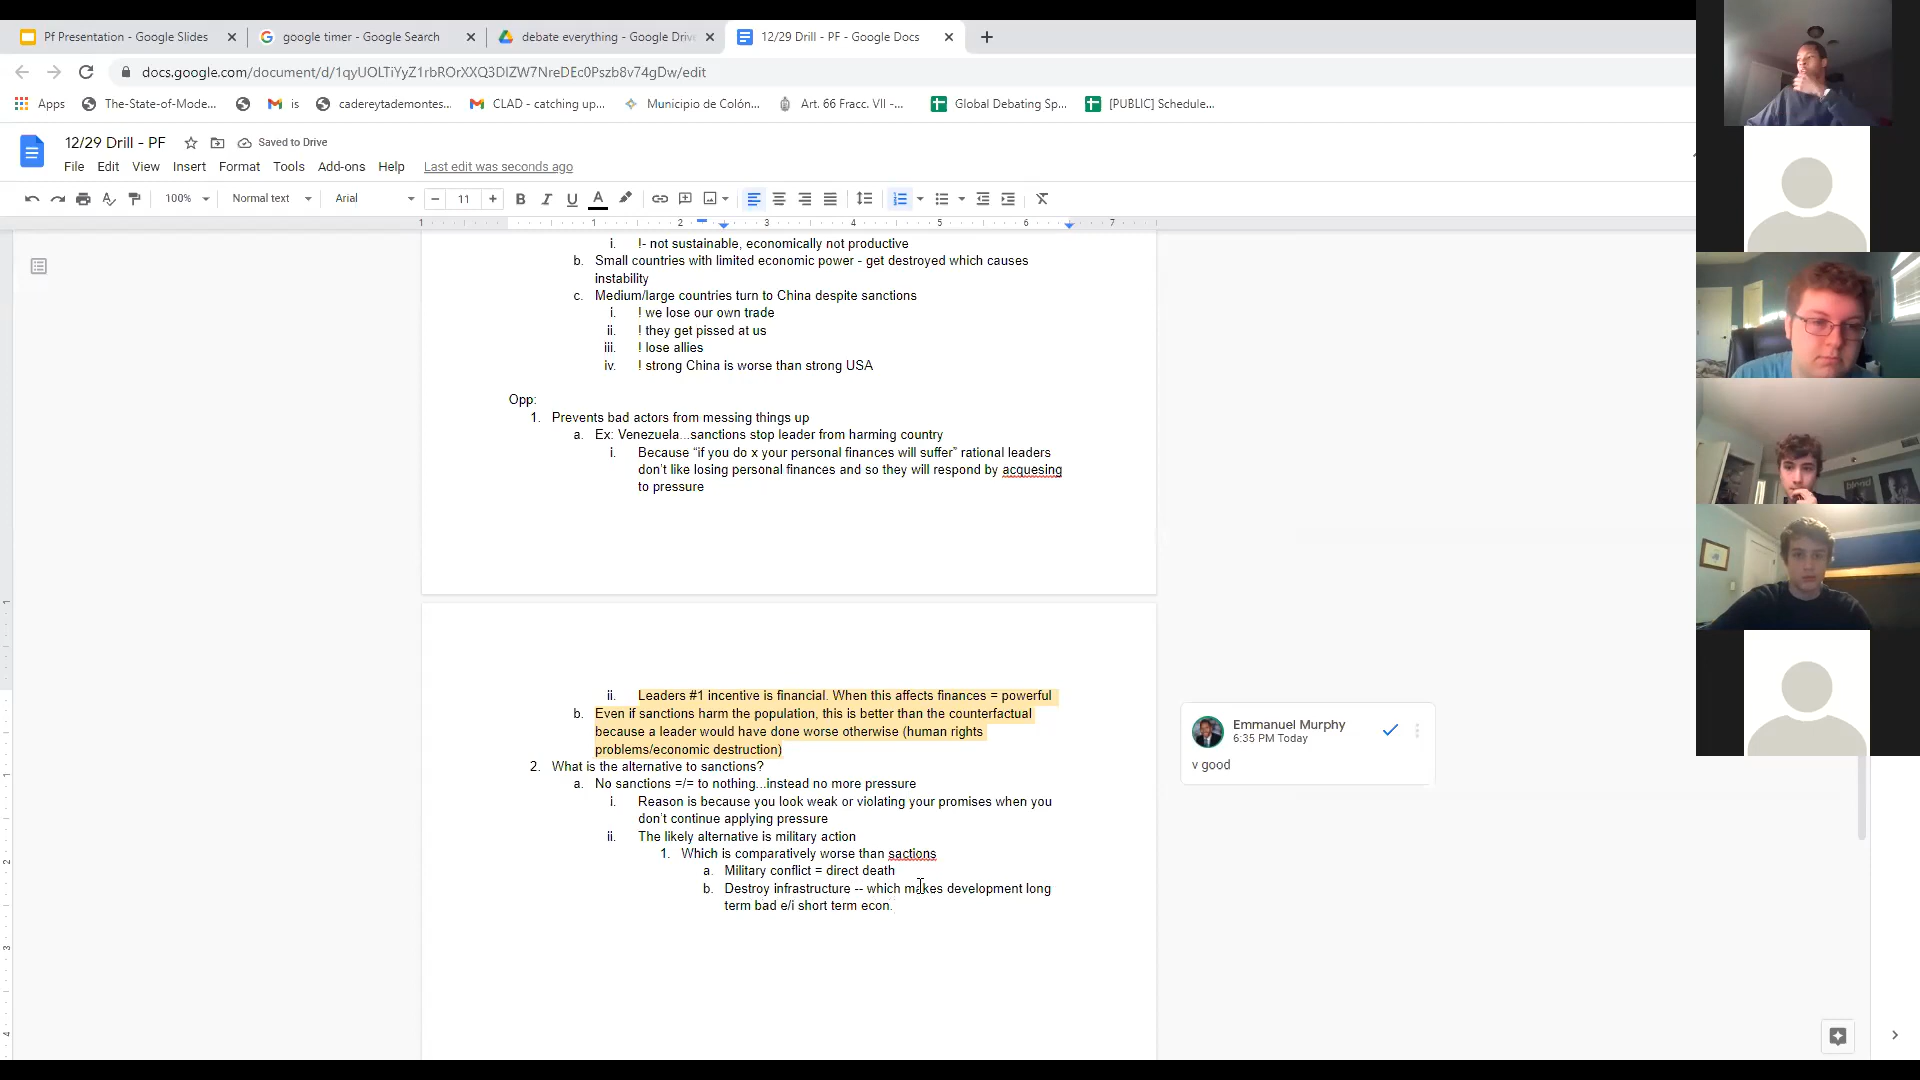 Pf Presentation - Google Slides
google timer - Google Search
debate everything - Google Drive
12/29 Drill - PF - Google Docs
docs.google.com/document/d/1qyUOLTiYyZ1rbROrXXQ3DlZW7NreDEc0Pszb8v74gDw/edit
Apps
The-State-of-Mode...
is
cadereytademontes...
CLAD - catching up,...
Municipio de Colón,...
Art. 66 Fracc. VII –...
Global Debating Sp...
[PUBLIC] Schedule...
12/29 Drill - PF
Saved to Drive
File Edit View Insert Format Tools Add-ons Help Last edit was seconds ago
100% Normal text Arial 11
1 1 2 3 4 5 6 7
i. !- not sustainable, economically not productive
b. Small countries with limited economic power - get destroyed which causes
instability
c. Medium/large countries turn to China despite sanctions
i. ! we lose our own trade
ii. ! they get pissed at us
iii. ! lose allies
iv. ! strong China is worse than strong USA
Opp:
1. Prevents bad actors from messing things up
a. Ex: Venezuela...sanctions stop leader from harming country
i. Because “if you do x your personal finances will suffer” rational leaders
don’t like losing personal finances and so they will respond by acquesing
to pressure
ii. Leaders #1 incentive is financial. When this affects finances = powerful
b. Even if sanctions harm the population, this is better than the counterfactual
because a leader would have done worse otherwise (human rights
problems/economic destruction)
2. What is the alternative to sanctions?
a. No sanctions =/= to nothing...instead no more pressure
i. Reason is because you look weak or violating your promises when you
don’t continue applying pressure
ii. The likely alternative is military action
1. Which is comparatively worse than sactions
a. Military conflict = direct death
b. Destroy infrastructure -- which makes development long
term bad e/i short term econ.
Emmanuel Murphy
6:35 PM Today
v good
1
1
2
3
4